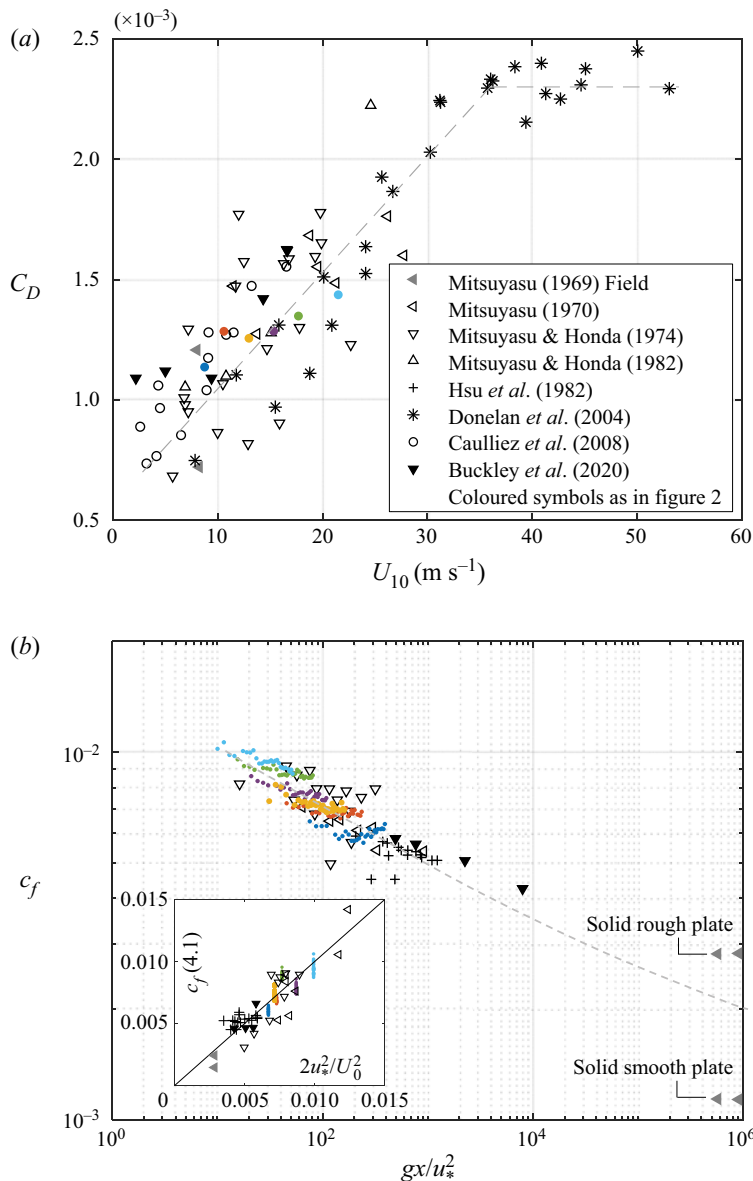 (a)
(×10–3)
2.5
2.0
1.5
1.0
0.5
C_D
0 10 20 30 40 50 60
U10 (m s–1)
Mitsuyasu (1969) Field
Mitsuyasu (1970)
Mitsuyasu & Honda (1974)
Mitsuyasu & Honda (1982)
Hsu et al. (1982)
Donelan et al. (2004)
Caulliez et al. (2008)
Buckley et al. (2020)
Coloured symbols as in figure 2
(b)
10–2
c_f
10–3
Solid rough plate
Solid smooth plate
0.015
0.010
0.005
c_f (4.1)
2u*2/U02
0 0.005 0.010 0.015
100 102 104 106
gx/u*2